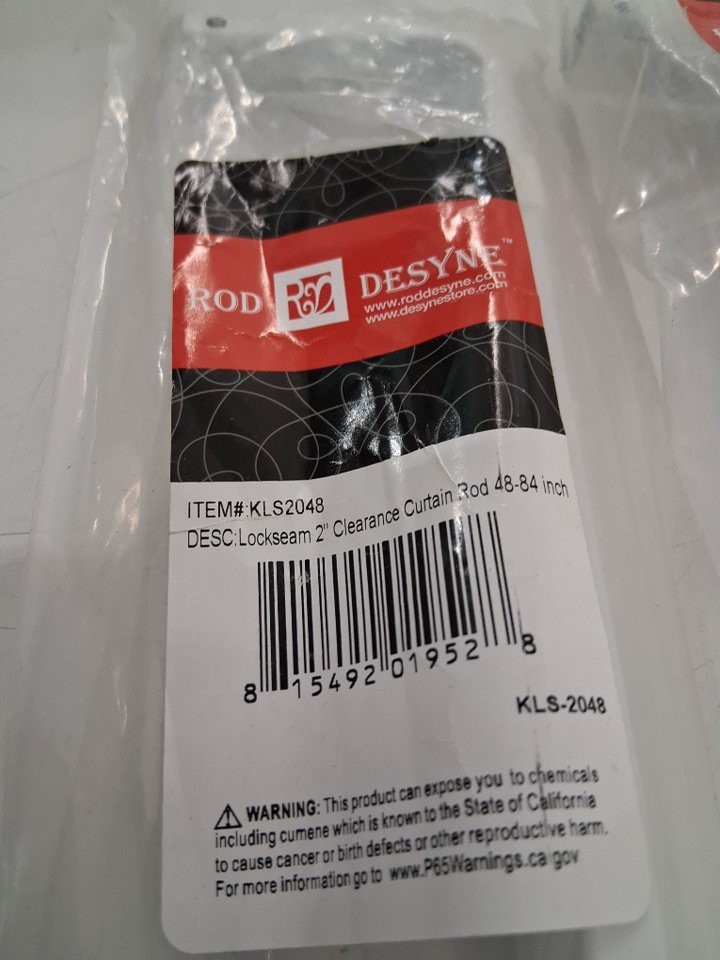 ROD RD DESYNE™
www.roddesyne.com
www.desynestore.com
ITEM#:KLS2048
DESC:Lockseam 2" Clearance Curtain Rod 48-84 inch
8 15492 01952 8
KLS-2048
WARNING: This product can expose you to chemicals
including cumene which is known to the State of California
to cause cancer or birth defects or other reproductive harm.
For more information go to www.P65Warnings.ca.gov